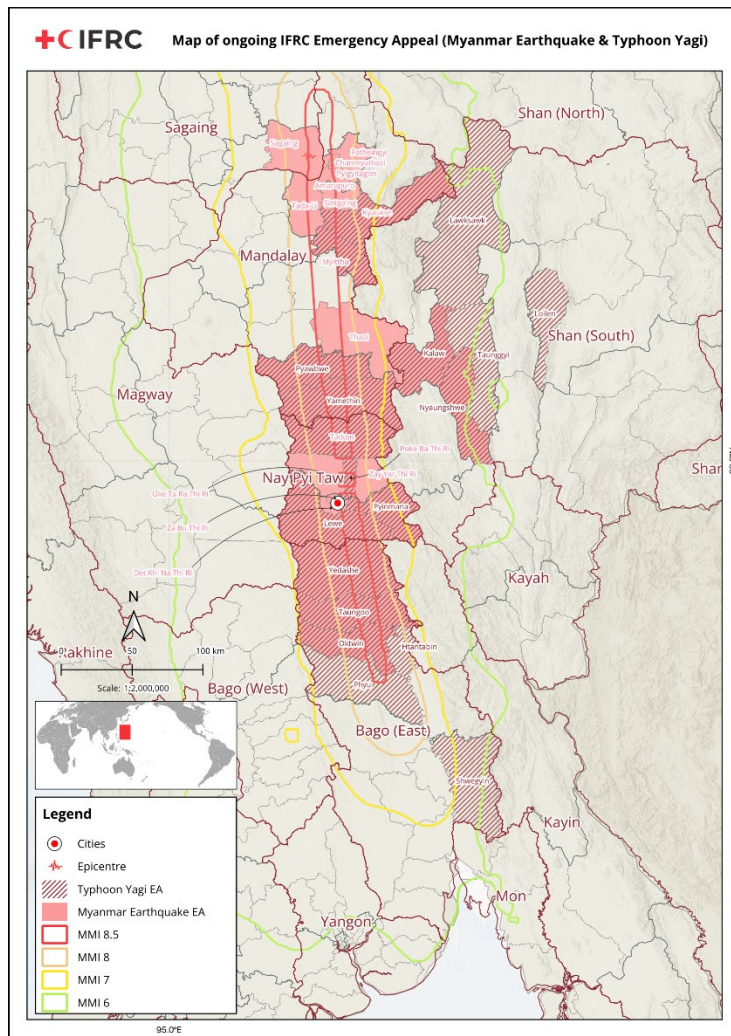 IFRC
Map of ongoing IFRC Emergency Appeal (Myanmar Earthquake & Typhoon Yagi)
Sagaing
Shan (North)
Sagaing
Patheingyi
Chanmyathazi
Pyigyitagon
Amarapura
Tada-U
Sintgaing
Kyaukse
Lawksawk
Mandalay
Myittha
Loilen
Thazi
Shan (South)
Kalaw
Taunggyi
Pyawbwe
Magway
Yamethin
Nyaungshwe
Tatkon
Poke Ba Thi Ri
Shan
Nay Pyi Taw
Zay Yar Thi Ri
Oke Ta Ra Thi Ri
Pyinmana
Za Bu Thi Ri
Lewe
Det Khi Na Thi Ri
Yedashe
Kayah
N
Taungoo
Rakhine
0
50
100 km
Oktwin
Htantabin
Scale: 1:2,000,000
Bago (West)
Phyu
Bago (East)
Shwegyin
Legend
Kayin
Cities
Epicentre
Typhoon Yagi EA
Mon
Myanmar Earthquake EA
Yangon
MMI 8.5
MMI 8
MMI 7
MMI 6
95.0°E